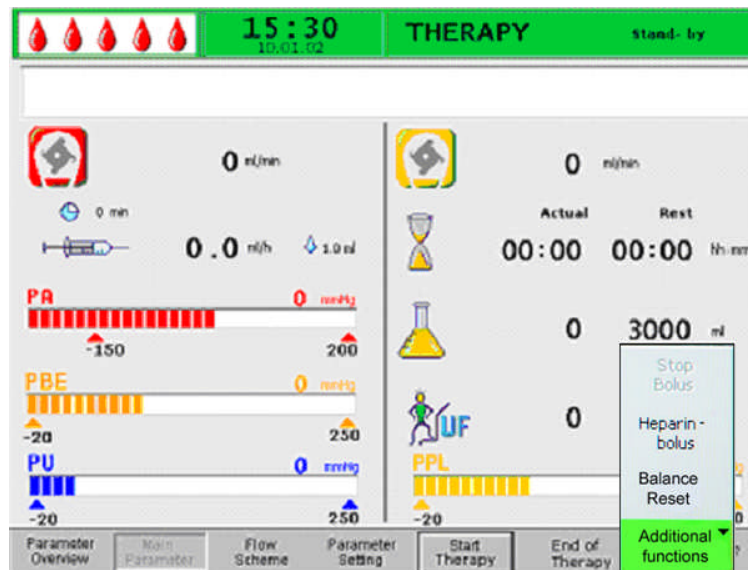 15:30
10.01.02
THERAPY
Stand- by
0 ml/min
0 min
0.0 ml/h
1.0 ml
PA 0 mmHg
-150 200
PBE 0 mmHg
-20 250
PU 0 mmHg
-20 250
0 ml/min
Actual Rest
00:00 00:00 hh:mm
0 3000 ml
UF 0
PPL
-20 0
Stop
Bolus
Heparin -
bolus
Balance
Reset
Additional
functions
Parameter
Overview
Main
Parameter
Flow
Scheme
Parameter
Setting
Start
Therapy
End of
Therapy
?